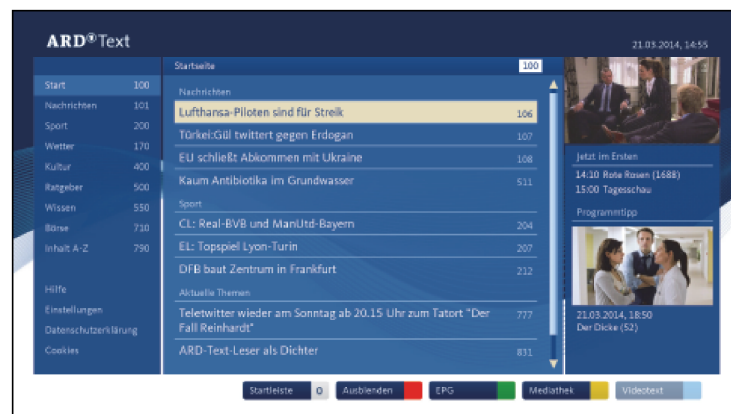 ARD Text
21.03.2014, 14:55
Startseite 100
Start 100
Nachrichten 101
Sport 200
Wetter 170
Kultur 400
Ratgeber 500
Wissen 550
Börse 710
Inhalt A-Z 790
Hilfe
Einstellungen
Datenschutzerklärung
Cookies
Nachrichten
Lufthansa-Piloten sind für Streik 106
Türkei:Gül twittert gegen Erdogan 107
EU schließt Abkommen mit Ukraine 108
Kaum Antibiotika im Grundwasser 511
Sport
CL: Real-BVB und ManUtd-Bayern 204
EL: Topspiel Lyon-Turin 207
DFB baut Zentrum in Frankfurt 212
Aktuelle Themen
Teletwitter wieder am Sonntag ab 20.15 Uhr zum Tatort "Der 777
Fall Reinhardt"
ARD-Text-Leser als Dichter 831
Jetzt im Ersten
14:10 Rote Rosen (1688)
15:00 Tagesschau
Programmtipp
21.03.2014, 18:50
Der Dicke (52)
Startleiste 0 Ausblenden EPG Mediathek Videotext